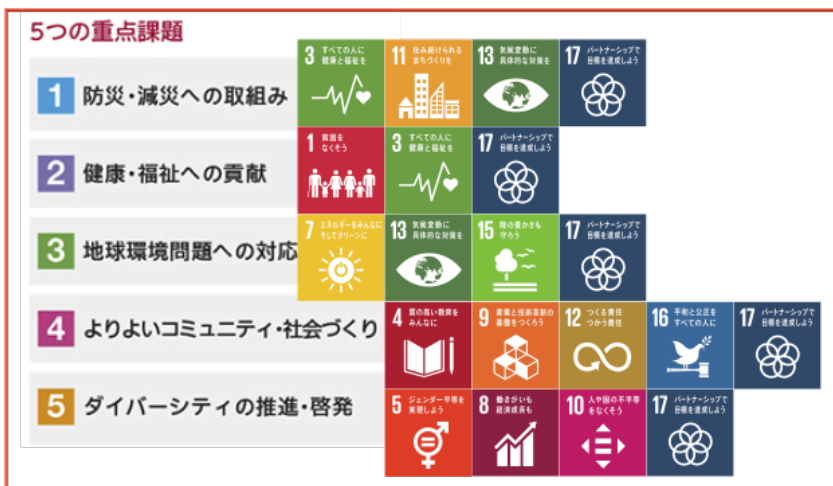 5つの重点課題
1 防災・減災への取組み
3 すべての人に
健康と福祉を
11 住み続けられる
まちづくりを
13 気候変動に
具体的な対策を
17 パートナーシップで
目標を達成しよう
2 健康・福祉への貢献
1 貧困を
なくそう
3 すべての人に
健康と福祉を
17 パートナーシップで
目標を達成しよう
3 地球環境問題への対応
7 エネルギーをみんなに
そしてクリーンに
13 気候変動に
具体的な対策を
15 陸の豊かさも
守ろう
17 パートナーシップで
目標を達成しよう
4 よりよいコミュニティ・社会づくり
4 質の高い教育を
みんなに
9 産業と技術革新の
基盤をつくろう
12 つくる責任
つかう責任
16 平和と公正を
すべての人に
17 パートナーシップで
目標を達成しよう
5 ダイバーシティの推進・啓発
5 ジェンダー平等を
実現しよう
8 働きがいも
経済成長も
10 人や国の不平等
をなくそう
17 パートナーシップで
目標を達成しよう